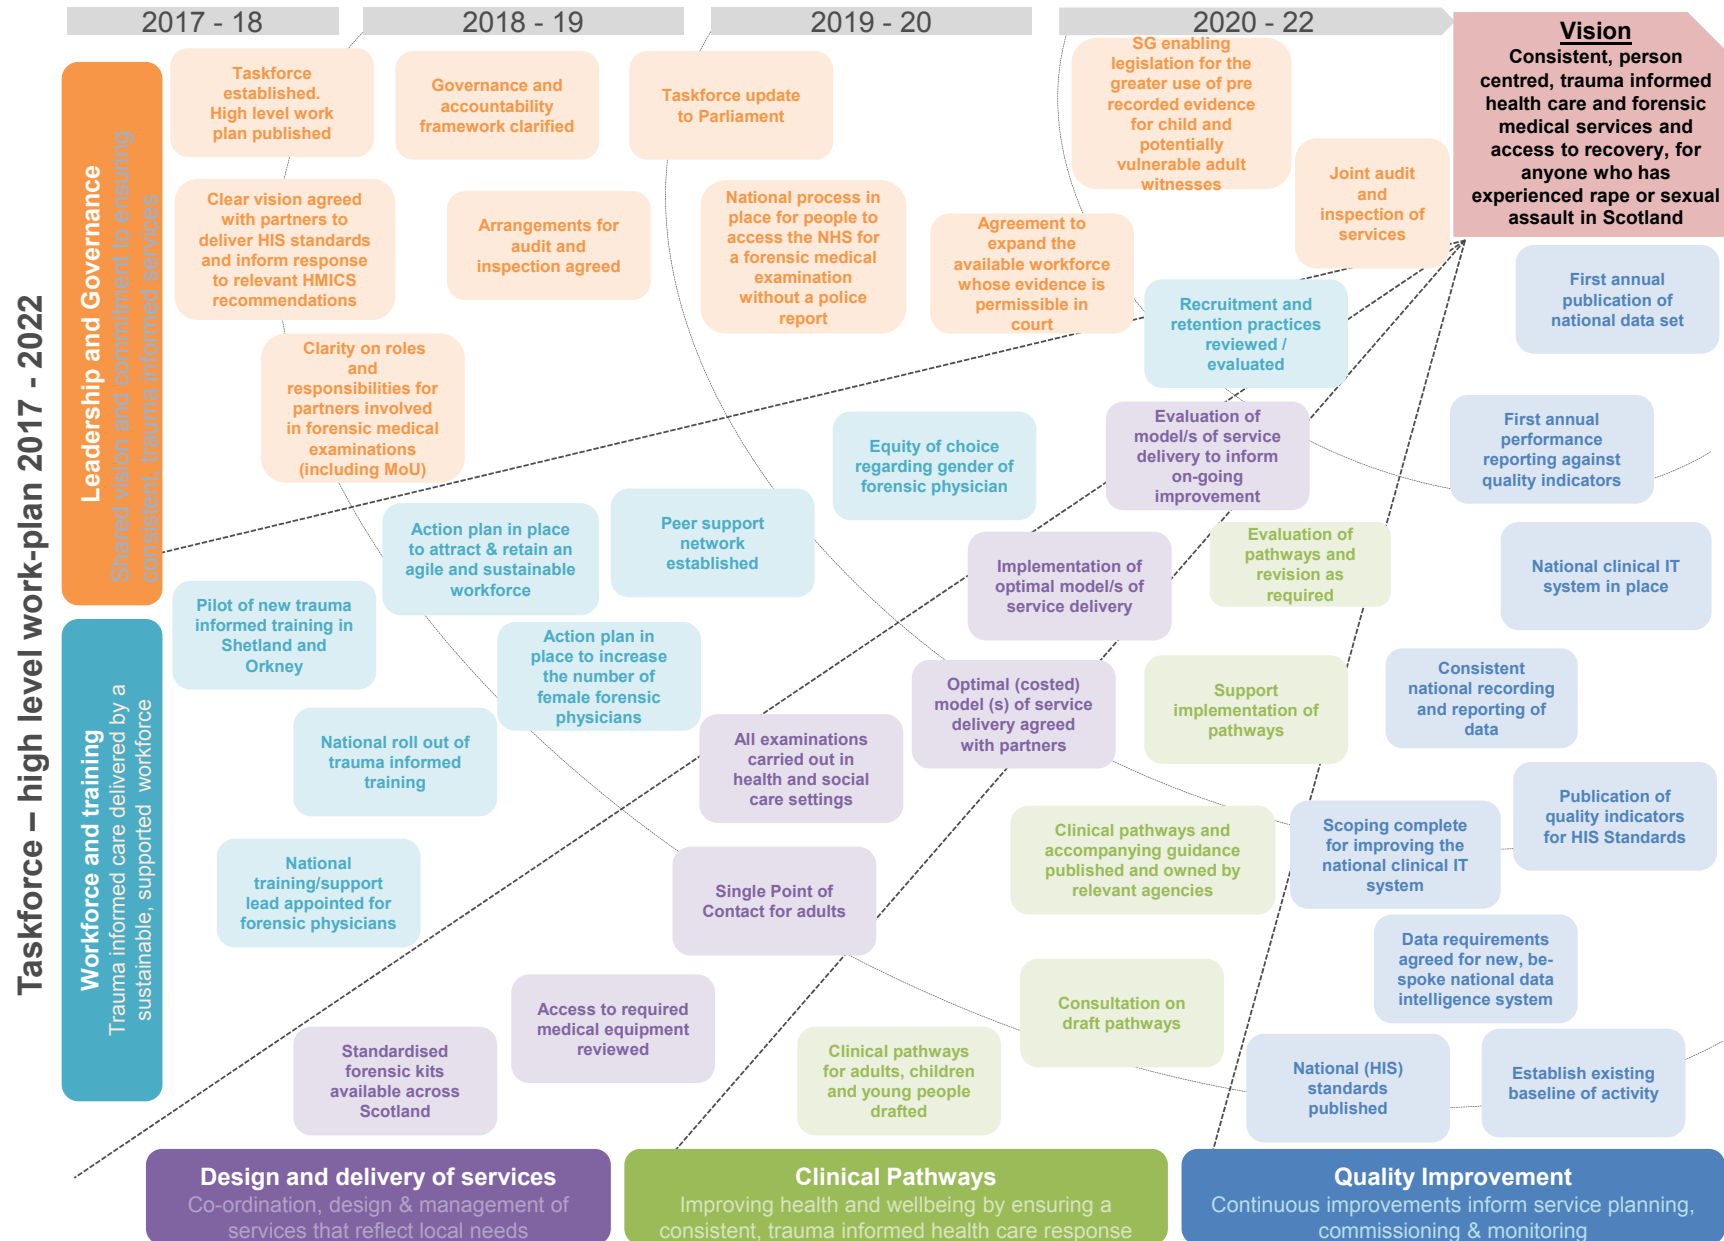 2017 - 18
2018 - 19
2019 - 20
2020 - 22
Vision
Consistent, person
centred, trauma informed
health care and forensic
medical services and
access to recovery, for
anyone who has
experienced rape or sexual
assault in Scotland
Taskforce – high level work-plan 2017 - 2022
Leadership and Governance
Shared vision and commitment to ensuring
consistent, trauma informed services
Taskforce
established.
High level work
plan published
Governance and
accountability
framework clarified
Taskforce update
to Parliament
SG enabling
legislation for the
greater use of pre
recorded evidence
for child and
potentially
vulnerable adult
witnesses
Joint audit
and
inspection of
services
Clear vision agreed
with partners to
deliver HIS standards
and inform response
to relevant HMICS
recommendations
Arrangements for
audit and
inspection agreed
National process in
place for people to
access the NHS for
a forensic medical
examination
without a police
report
Agreement to
expand the
available workforce
whose evidence is
permissible in
court
Clarity on roles
and
responsibilities for
partners involved
in forensic medical
examinations
(including MoU)
Workforce and training
Trauma informed care delivered by a
sustainable, supported workforce
Recruitment and
retention practices
reviewed /
evaluated
Equity of choice
regarding gender of
forensic physician
Action plan in place
to attract & retain an
agile and sustainable
workforce
Peer support
network
established
Pilot of new trauma
informed training in
Shetland and
Orkney
Action plan in
place to increase
the number of
female forensic
physicians
National roll out of
trauma informed
training
National
training/support
lead appointed for
forensic physicians
Evaluation of
model/s of service
delivery to inform
on-going
improvement
Implementation of
optimal model/s of
service delivery
Optimal (costed)
model (s) of service
delivery agreed
with partners
All examinations
carried out in
health and social
care settings
Single Point of
Contact for adults
Access to required
medical equipment
reviewed
Standardised
forensic kits
available across
Scotland
Evaluation of
pathways and
revision as
required
Support
implementation of
pathways
Clinical pathways and
accompanying guidance
published and owned by
relevant agencies
Consultation on
draft pathways
Clinical pathways
for adults, children
and young people
drafted
First annual
publication of
national data set
First annual
performance
reporting against
quality indicators
National clinical IT
system in place
Consistent
national recording
and reporting of
data
Publication of
quality indicators
for HIS Standards
Scoping complete
for improving the
national clinical IT
system
Data requirements
agreed for new, be-
spoke national data
intelligence system
National (HIS)
standards
published
Establish existing
baseline of activity
Design and delivery of services
Co-ordination, design & management of
services that reflect local needs
Clinical Pathways
Improving health and wellbeing by ensuring a
consistent, trauma informed health care response
Quality Improvement
Continuous improvements inform service planning,
commissioning & monitoring